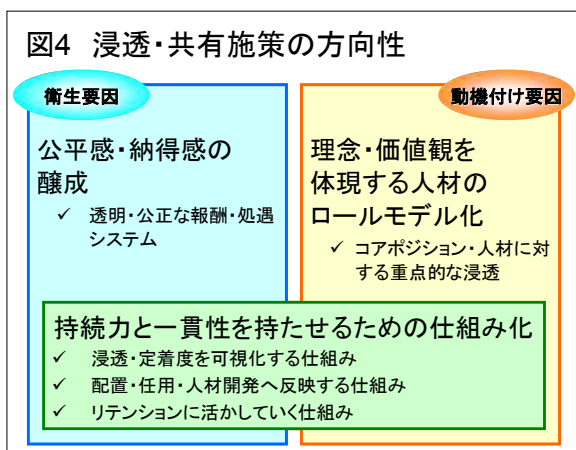 図4 浸透・共有施策の方向性
衛生要因
公平感・納得感の
醸成
✓ 透明・公正な報酬・処遇
システム
動機付け要因
理念・価値観を
体現する人材の
ロールモデル化
✓ コアポジション・人材に対
する重点的な浸透
持続力と一貫性を持たせるための仕組み化
✓ 浸透・定着度を可視化する仕組み
✓ 配置・任用・人材開発へ反映する仕組み
✓ リテンションに活かしていく仕組み